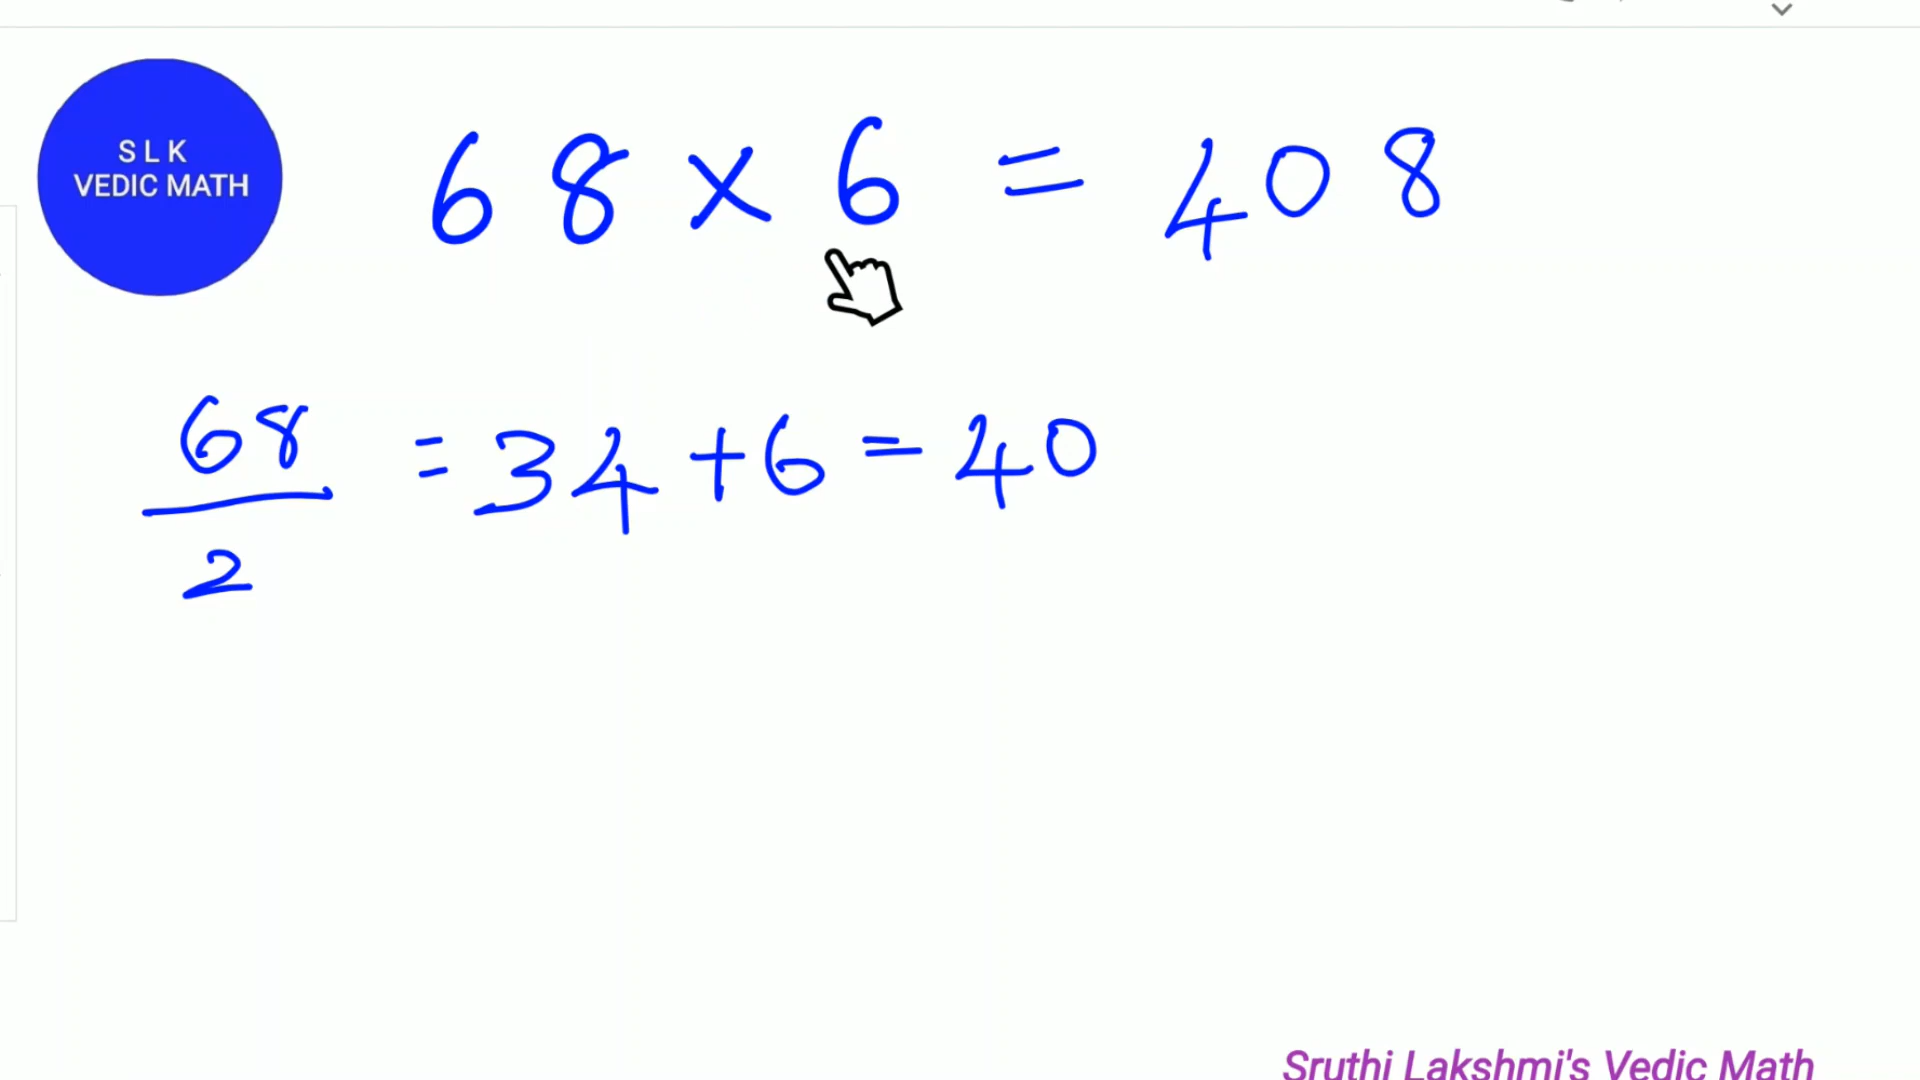 S L K
VEDIC MATH
68 × 6 = 408
68
= 34 + 6 = 40
2
Sruthi Lakshmi's Vedic Math